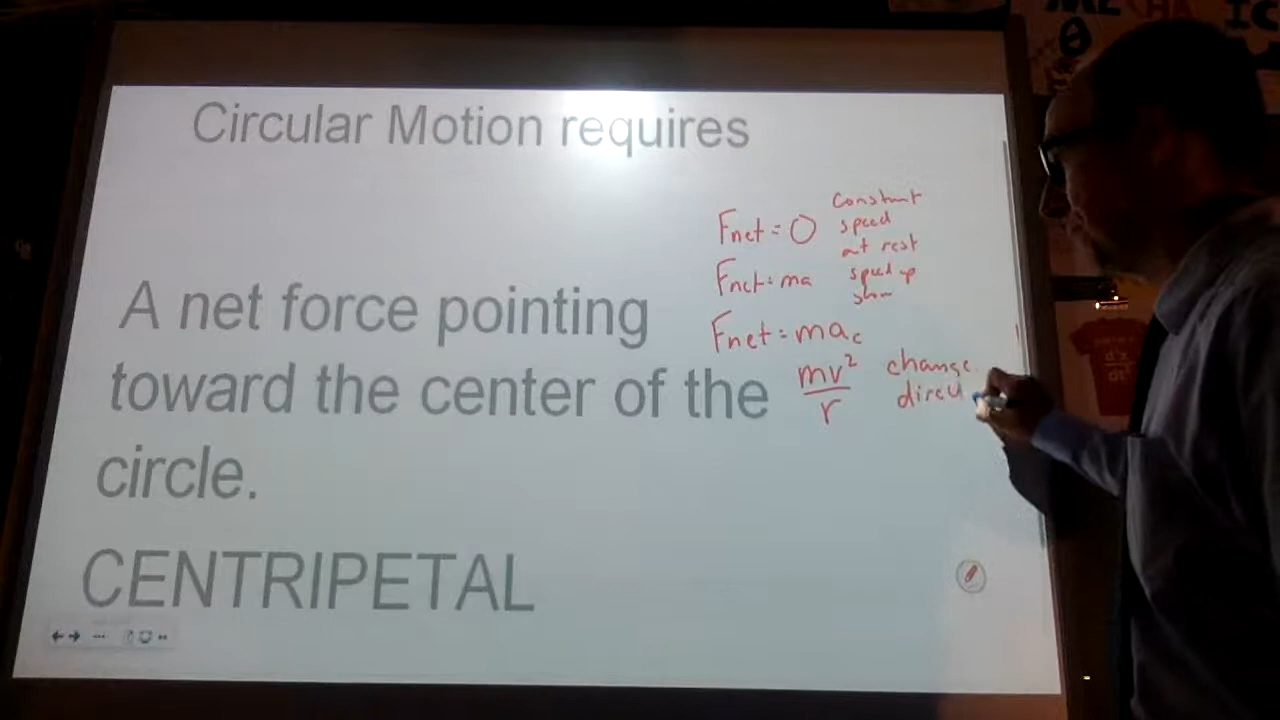 Circular Motion requires
A net force pointing
toward the center of the
circle.
CENTRIPETAL
Fnet = 0
constant
speed
at rest
Fnet = ma
speed up
slow
Fnet = mac
mv²
r
change
direc